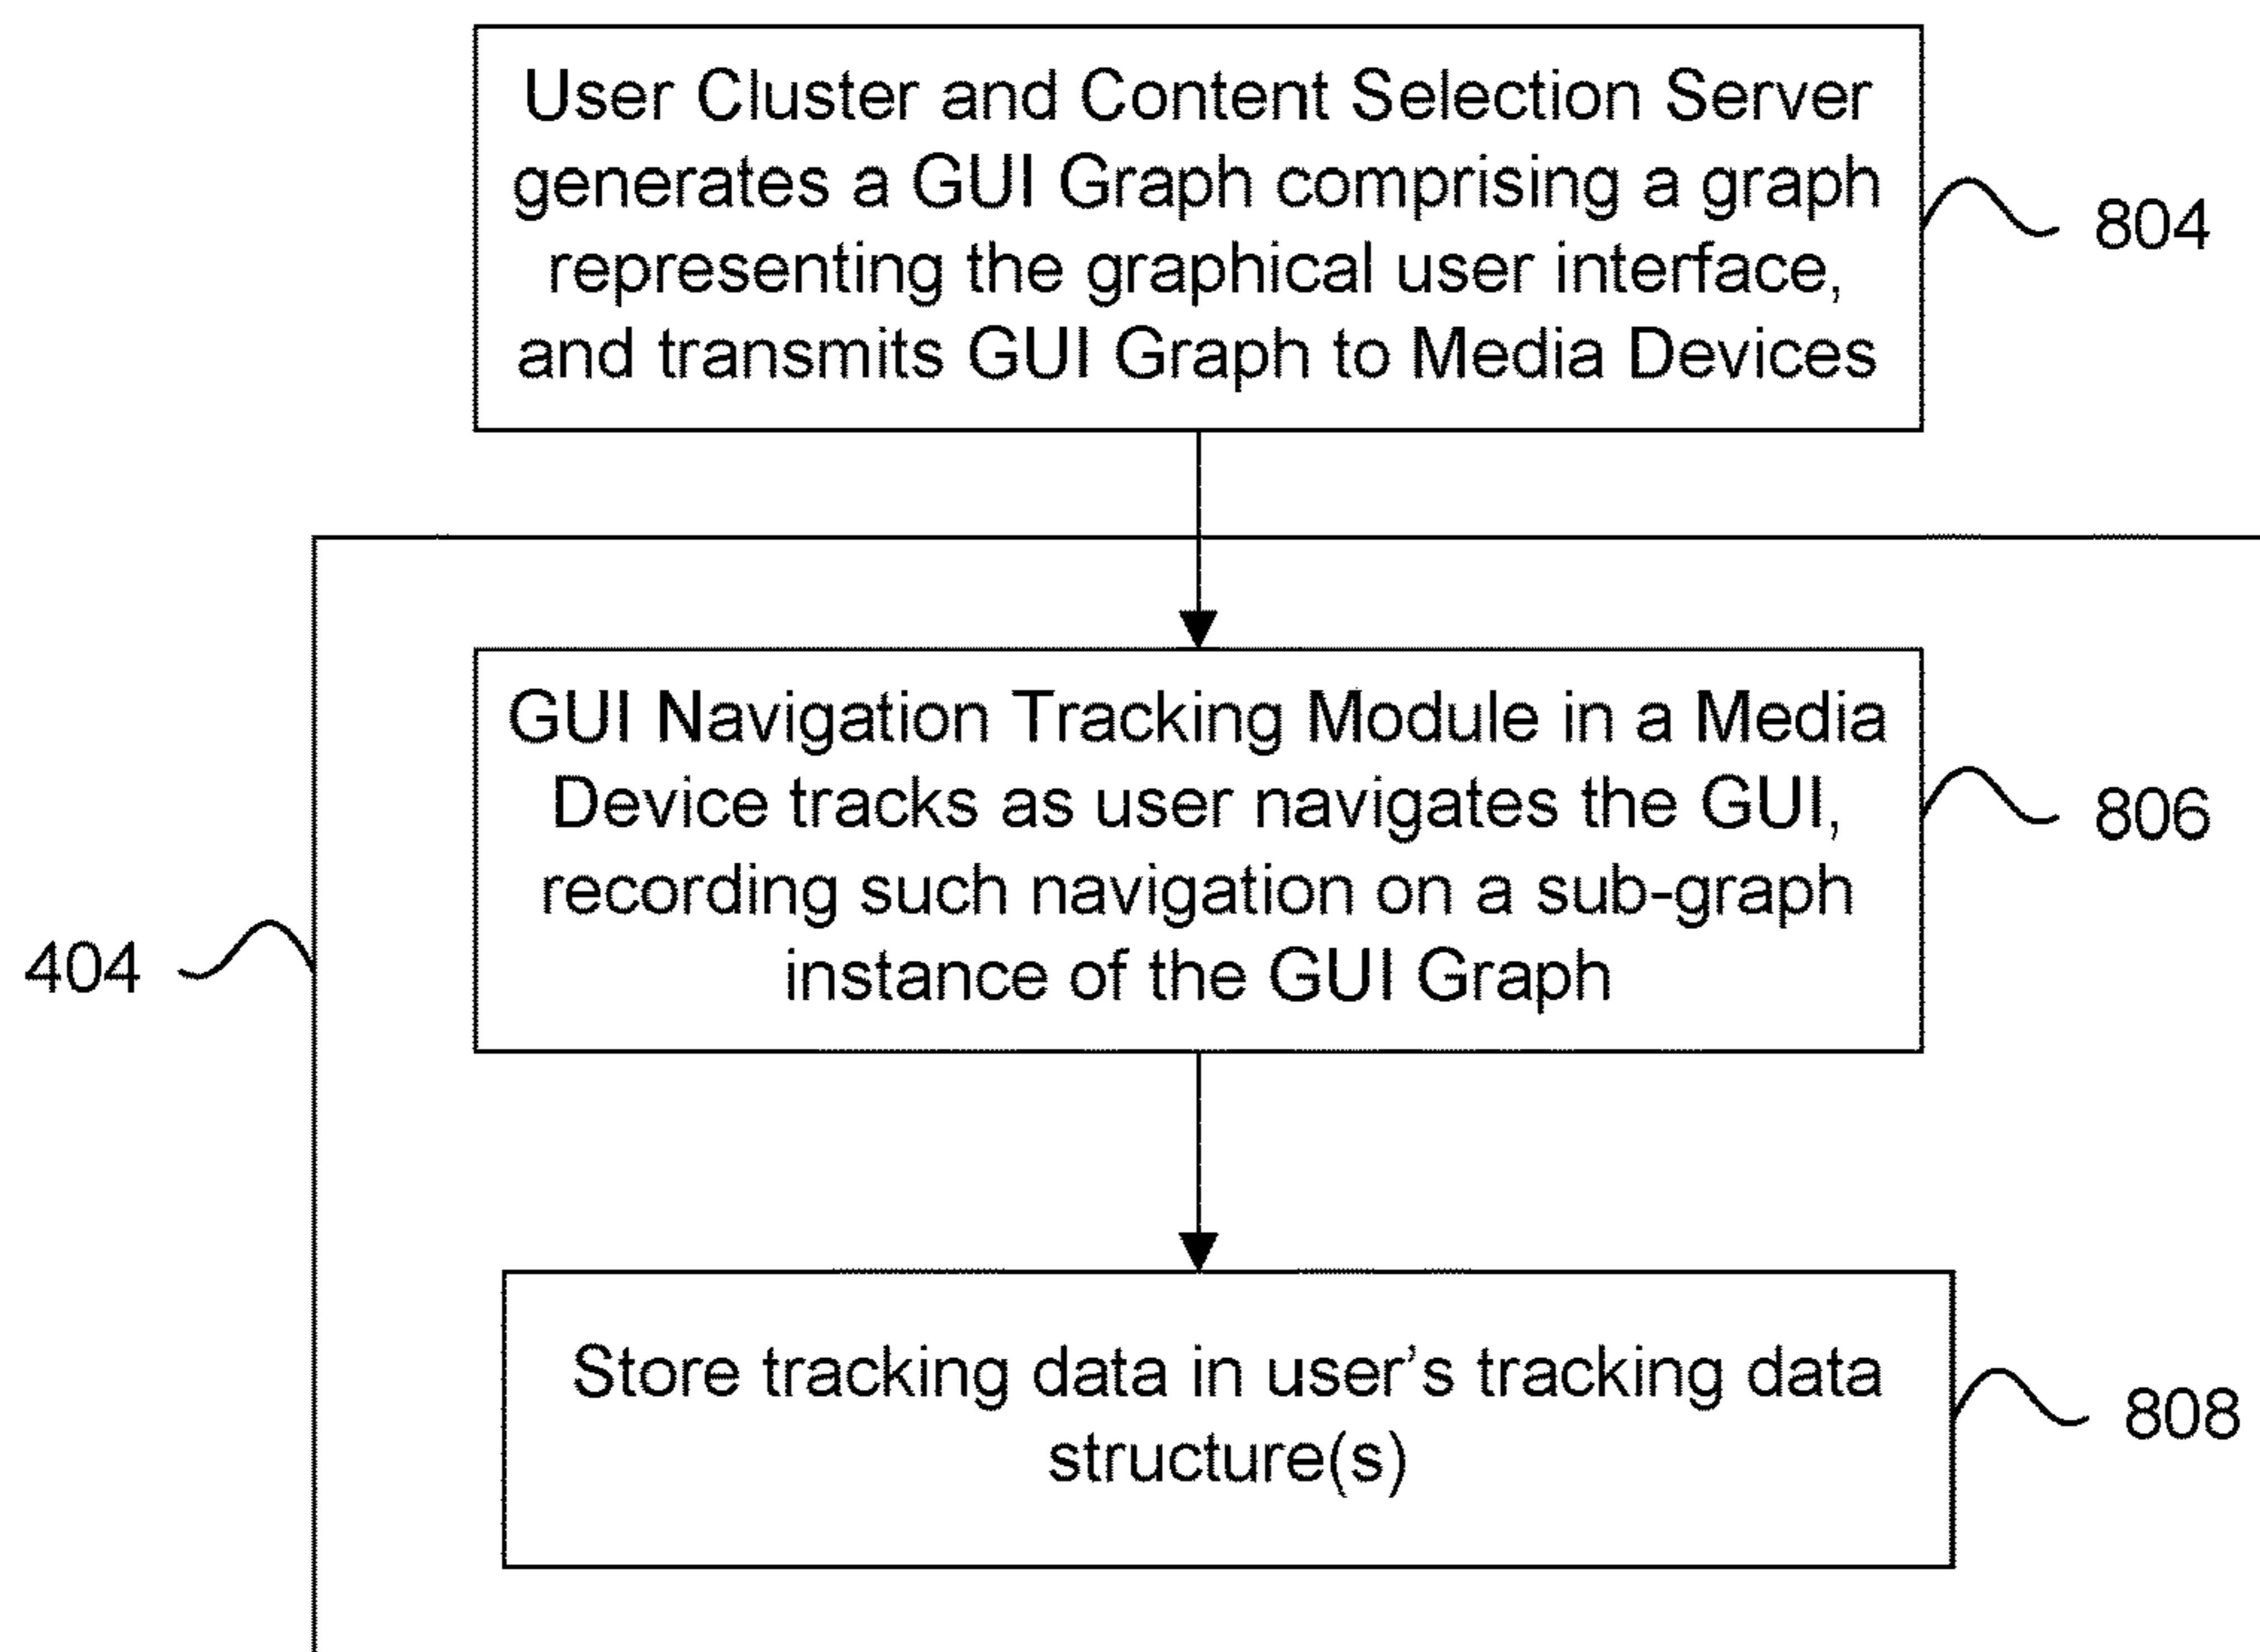 User Cluster and Content Selection Server
generates a GUI Graph comprising a graph
representing the graphical user interface,
and transmits GUI Graph to Media Devices
804
GUI Navigation Tracking Module in a Media
Device tracks as user navigates the GUI,
recording such navigation on a sub-graph
instance of the GUI Graph
806
404
Store tracking data in user's tracking data
structure(s)
808